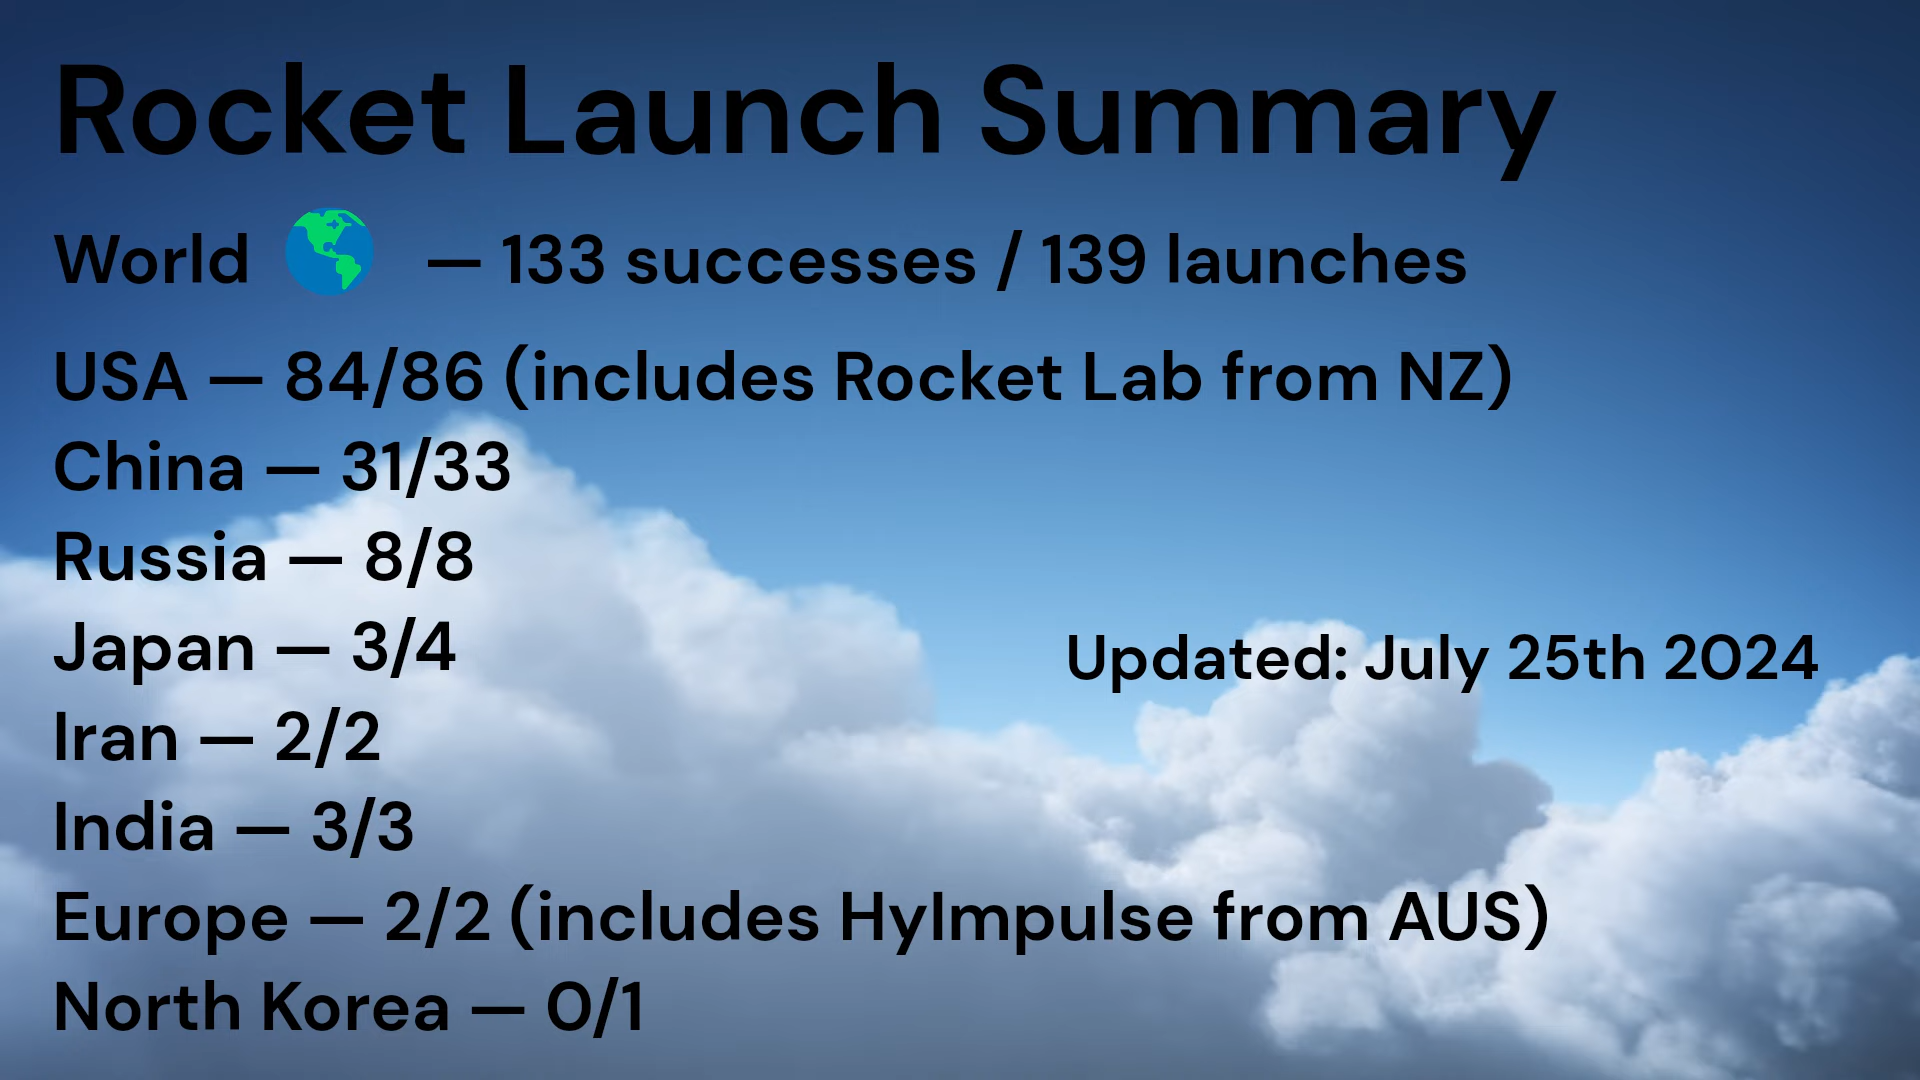 Rocket Launch Summary
World 🌎 — 133 successes / 139 launches
USA — 84/86 (includes Rocket Lab from NZ)
China — 31/33
Russia — 8/8
Japan — 3/4
Updated: July 25th 2024
Iran — 2/2
India — 3/3
Europe — 2/2 (includes HyImpulse from AUS)
North Korea — 0/1